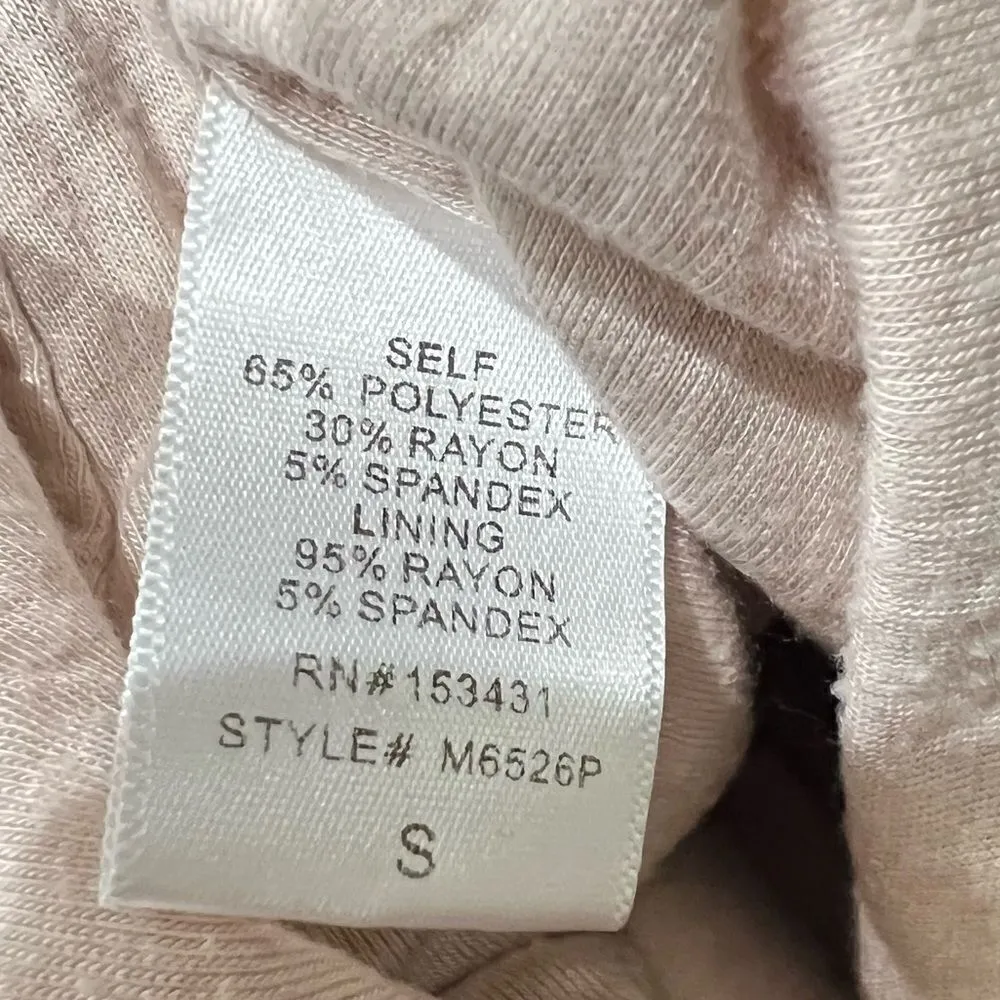 SELF
65% POLYESTER
30% RAYON
5% SPANDEX
LINING
95% RAYON
5% SPANDEX
RN# 153431
STYLE# M6526P
S